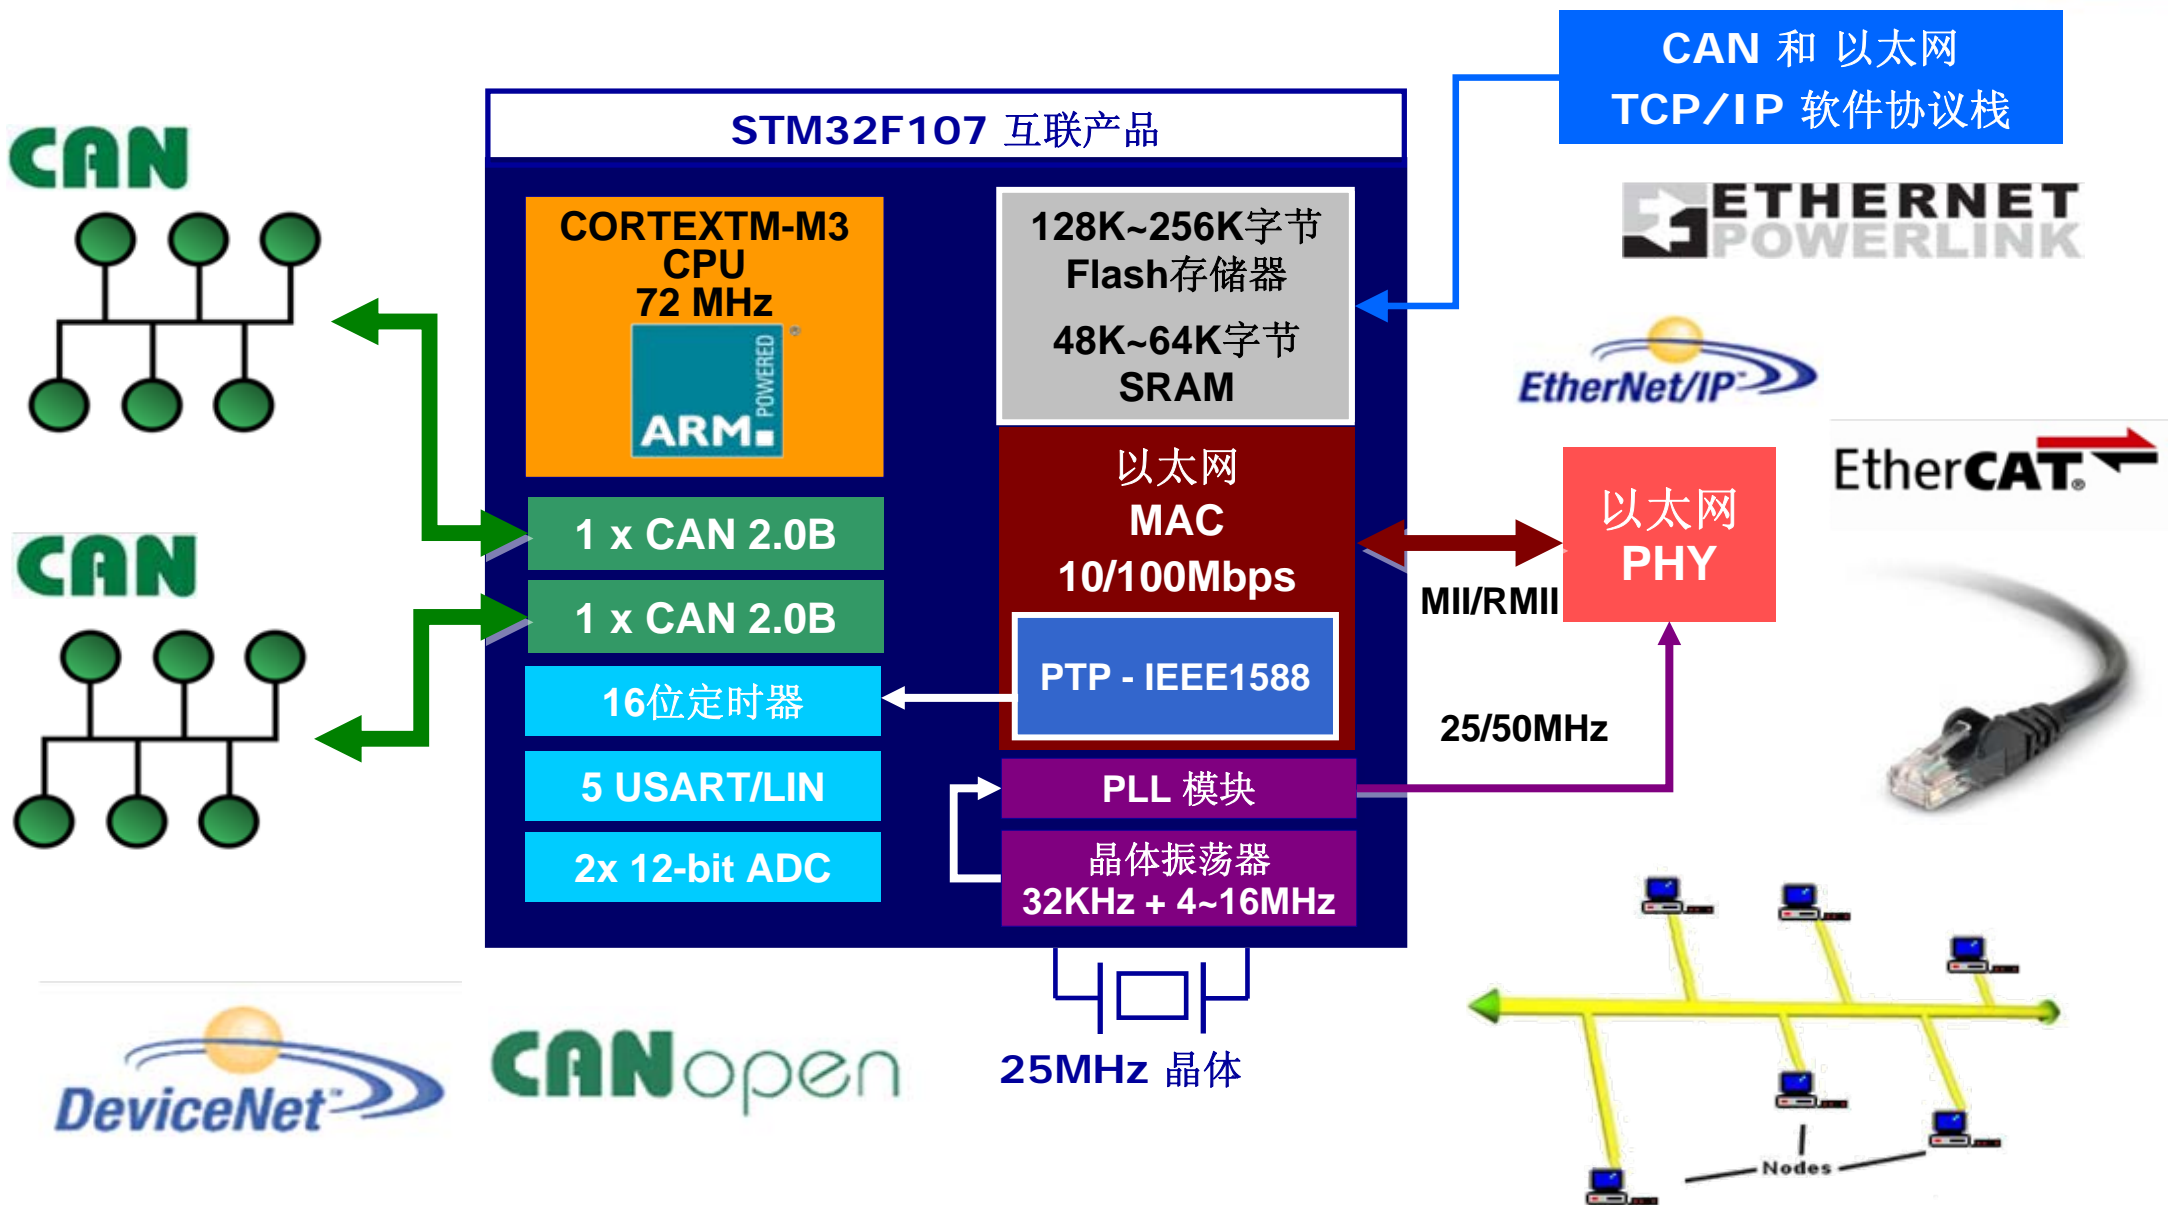 CAN 和 以太网
TCP/IP 软件协议栈
STM32F107 互联产品
CAN
CORTEXTM-M3
CPU
72 MHz
ARM POWERED ®
128K~256K字节
Flash存储器
48K~64K字节
SRAM
ETHERNET
POWERLINK
EtherNet/IP™
EtherCAT®
以太网
MAC
10/100Mbps
以太网
PHY
MII/RMII
CAN
1 x CAN 2.0B
1 x CAN 2.0B
16位定时器
PTP - IEEE1588
25/50MHz
5 USART/LIN
PLL 模块
2x 12-bit ADC
晶体振荡器
32KHz + 4~16MHz
25MHz 晶体
DeviceNet™
CANopen
Nodes